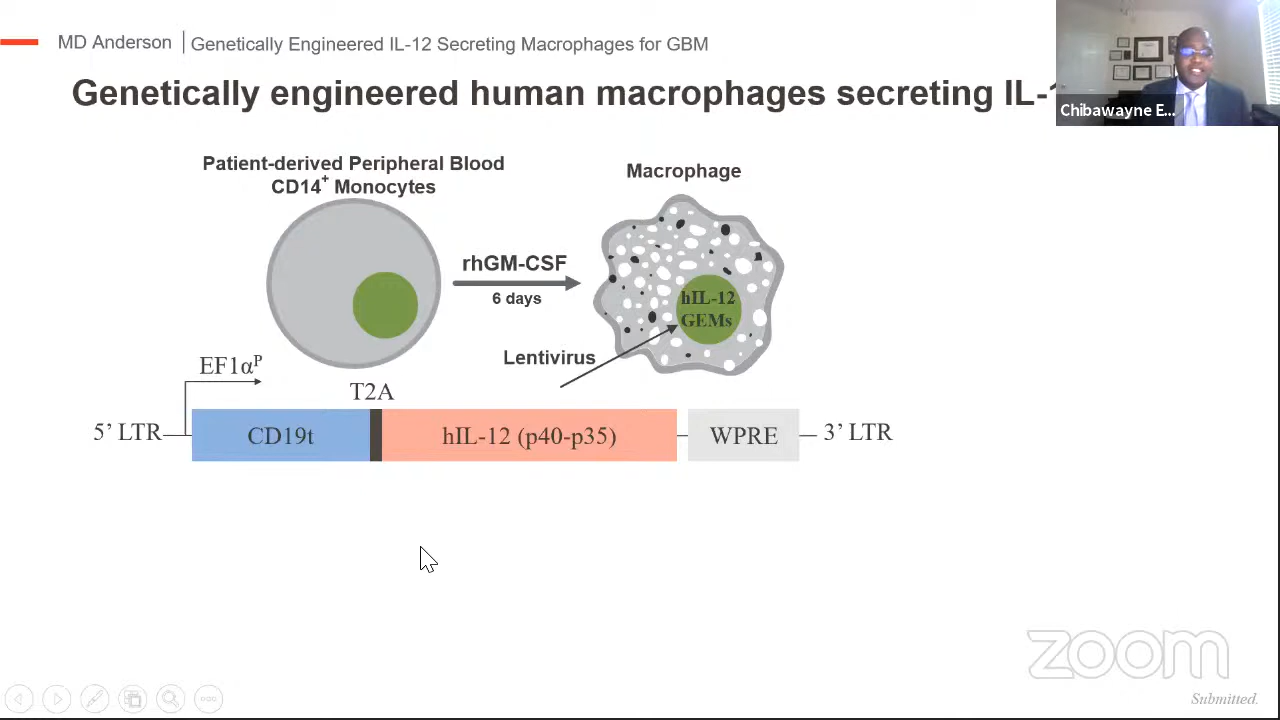 MD Anderson | Genetically Engineered IL-12 Secreting Macrophages for GBM
Genetically engineered human macrophages secreting IL-
Chibawayne E...
Patient-derived Peripheral Blood
CD14⁺ Monocytes
Macrophage
rhGM-CSF
6 days
hIL-12
GEMs
Lentivirus
EF1αᴾ
T2A
5’ LTR
CD19t
hIL-12 (p40-p35)
WPRE
3’ LTR
zoom
Submitted.